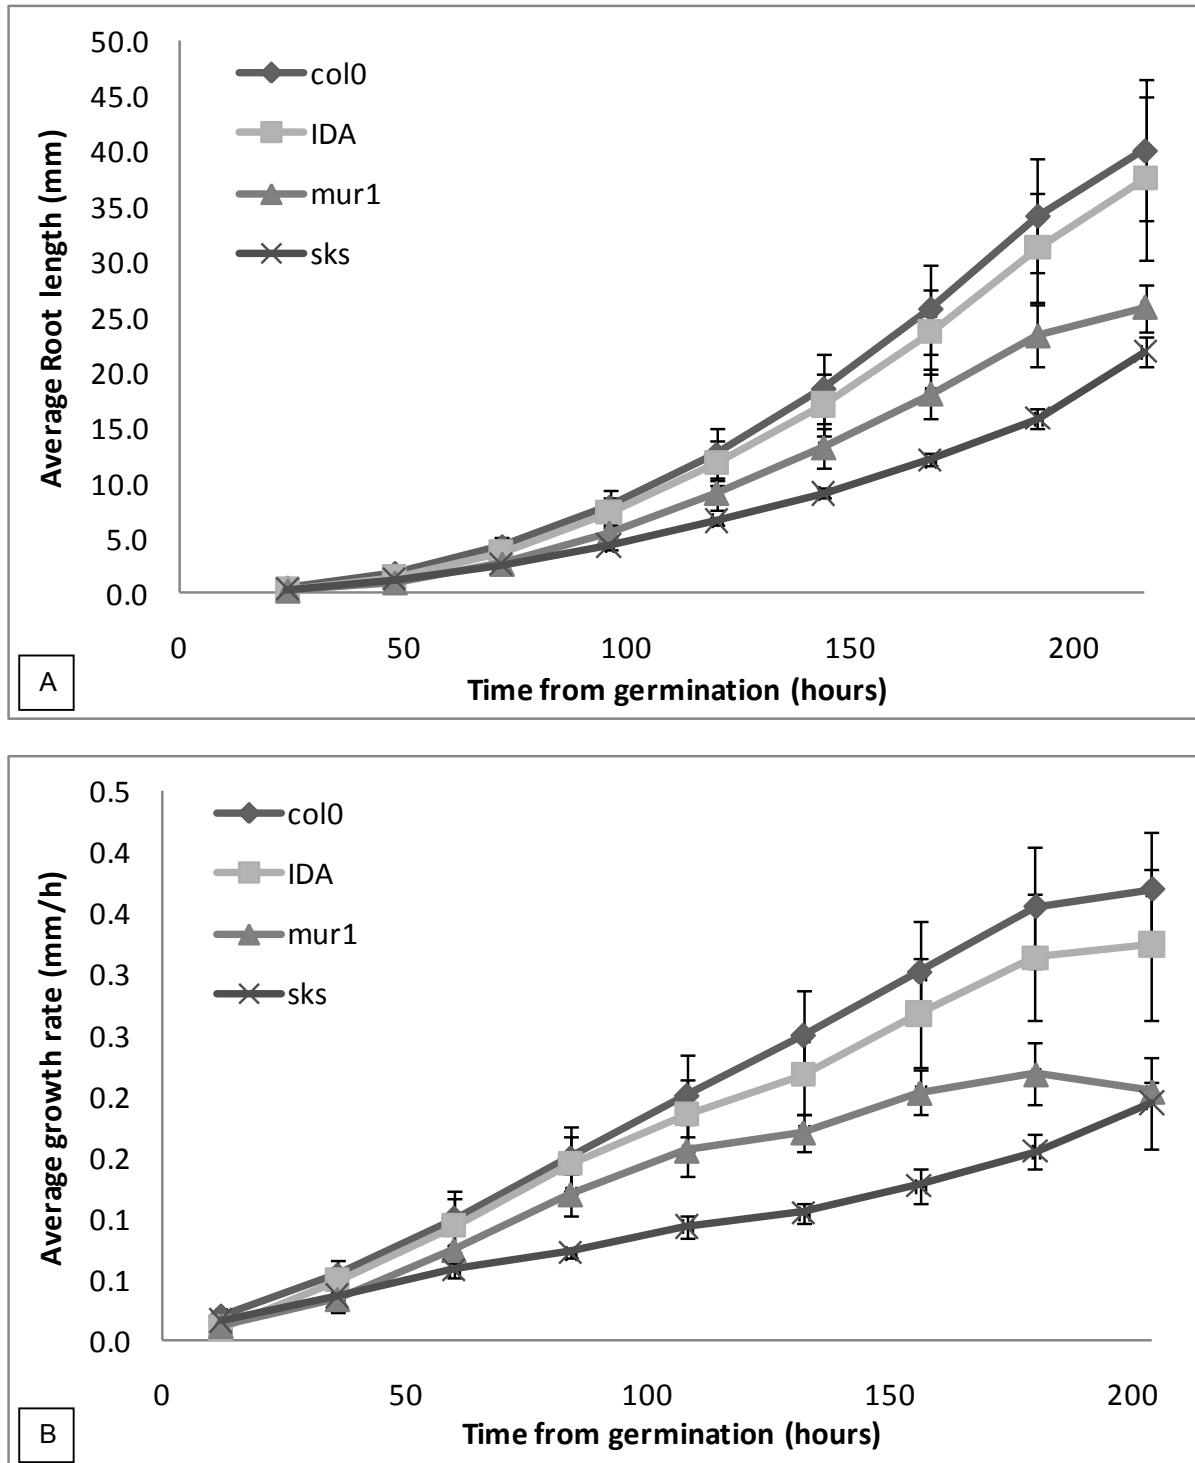 50.0
45.0
40.0
35.0
30.0
25.0
20.0
15.0
10.0
5.0
0.0
Average Root length (mm)
col0
IDA
mur1
sks
0 50 100 150 200
Time from germination (hours)
A
0.5
0.4
0.4
0.3
0.3
0.2
0.2
0.1
0.1
0.0
Average growth rate (mm/h)
col0
IDA
mur1
sks
0 50 100 150 200
Time from germination (hours)
B